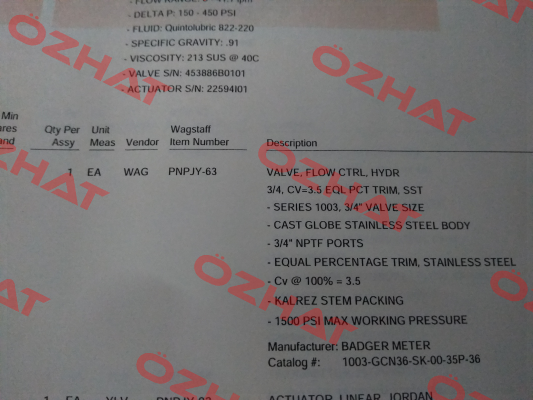 - DELTA P: 150 - 450 PSI
- FLUID: Quintolubric 822-220
- SPECIFIC GRAVITY: .91
- VISCOSITY: 213 SUS @ 40C
- VALVE S/N: 453886B0101
- ACTUATOR S/N: 22594I01
Min
Qty Per Assy Unit Meas Vendor Wagstaff Item Number Description
1 EA WAG PNPJY-63 VALVE, FLOW CTRL, HYDR
3/4, CV=3.5 EQL PCT TRIM, SST
- SERIES 1003, 3/4" VALVE SIZE
- CAST GLOBE STAINLESS STEEL BODY
- 3/4" NPTF PORTS
- EQUAL PERCENTAGE TRIM, STAINLESS STEEL
- Cv @ 100% = 3.5
- KALREZ STEM PACKING
- 1500 PSI MAX WORKING PRESSURE
Manufacturer: BADGER METER
Catalog #: 1003-GCN36-SK-00-35P-36
1 EA ACTUATOR, LINEAR, JORDAN
ÖZHAT
ÖZHAT
ÖZHAT
ÖZHAT
ÖZHAT
ÖZHAT